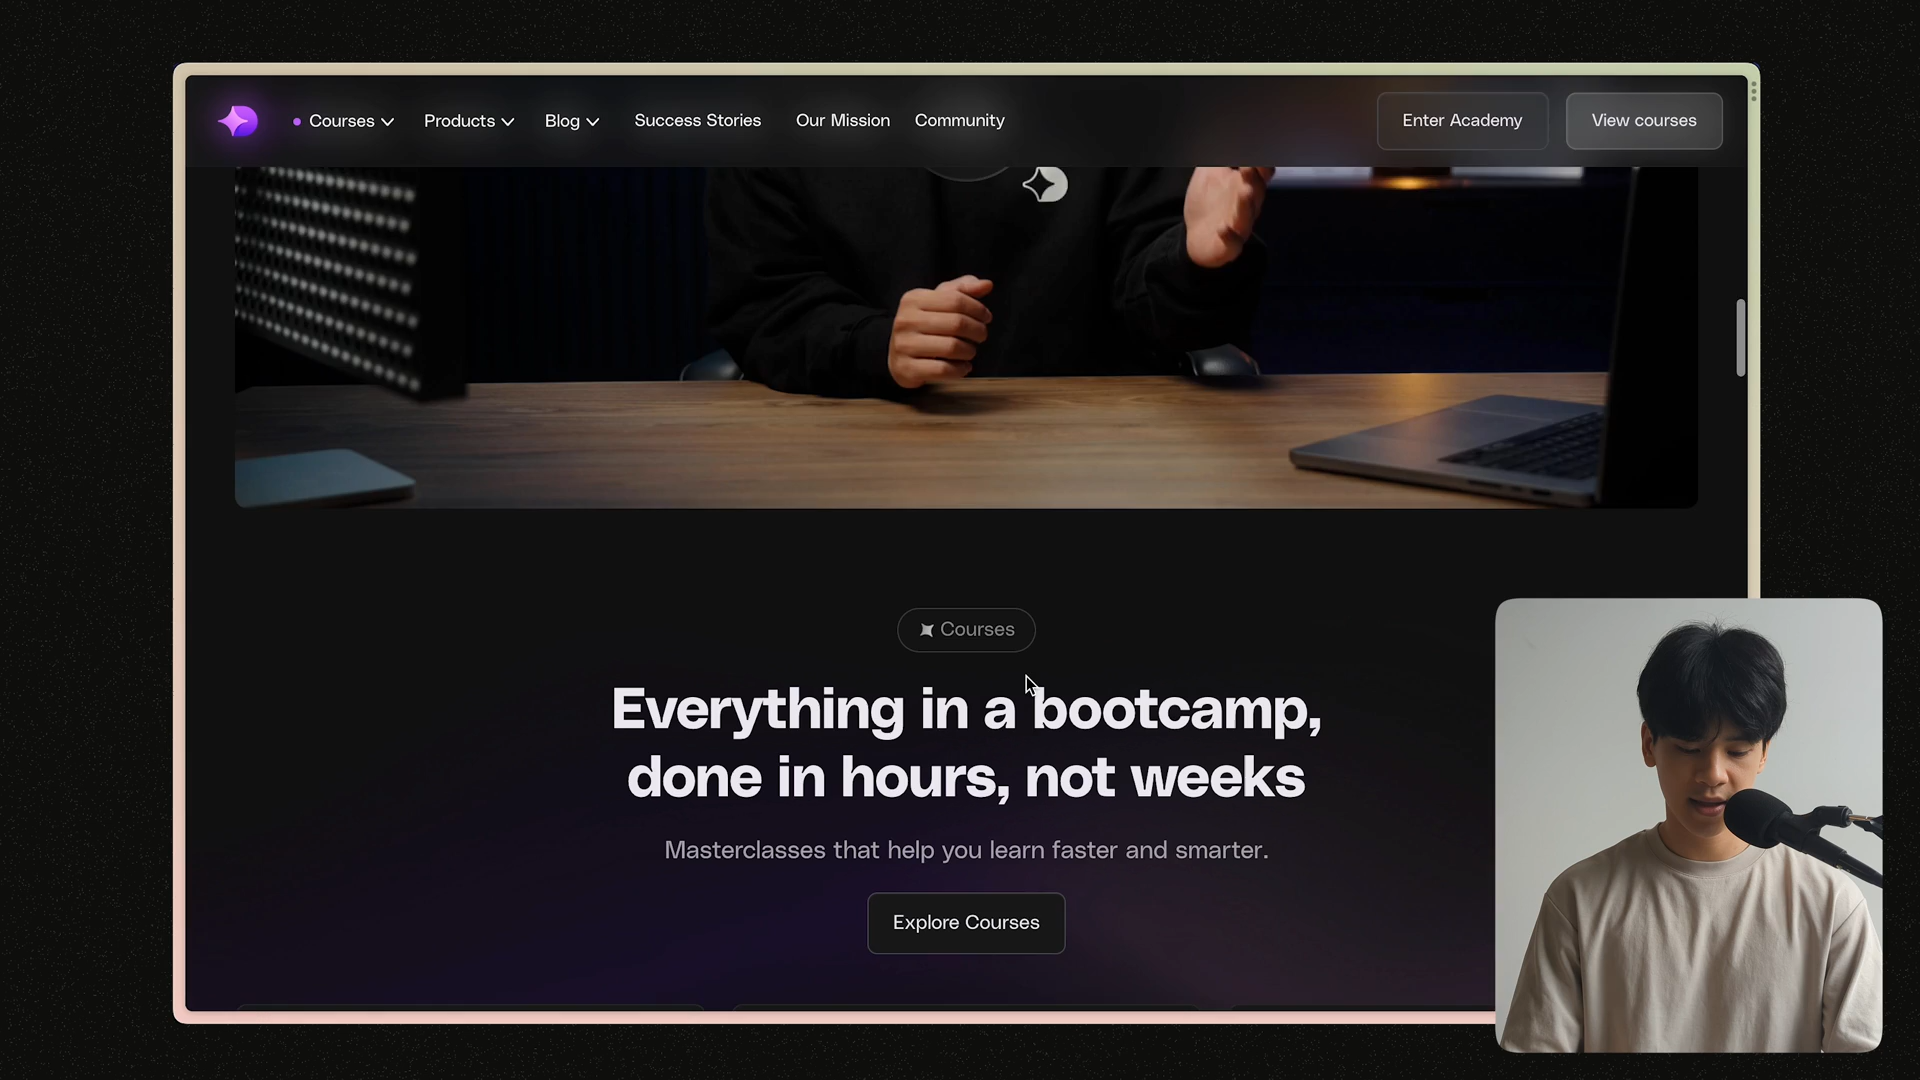 Courses
Products
Blog
Success Stories
Our Mission
Community
Enter Academy
View courses
Courses
Everything in a bootcamp,
done in hours, not weeks
Masterclasses that help you learn faster and smarter.
Explore Courses